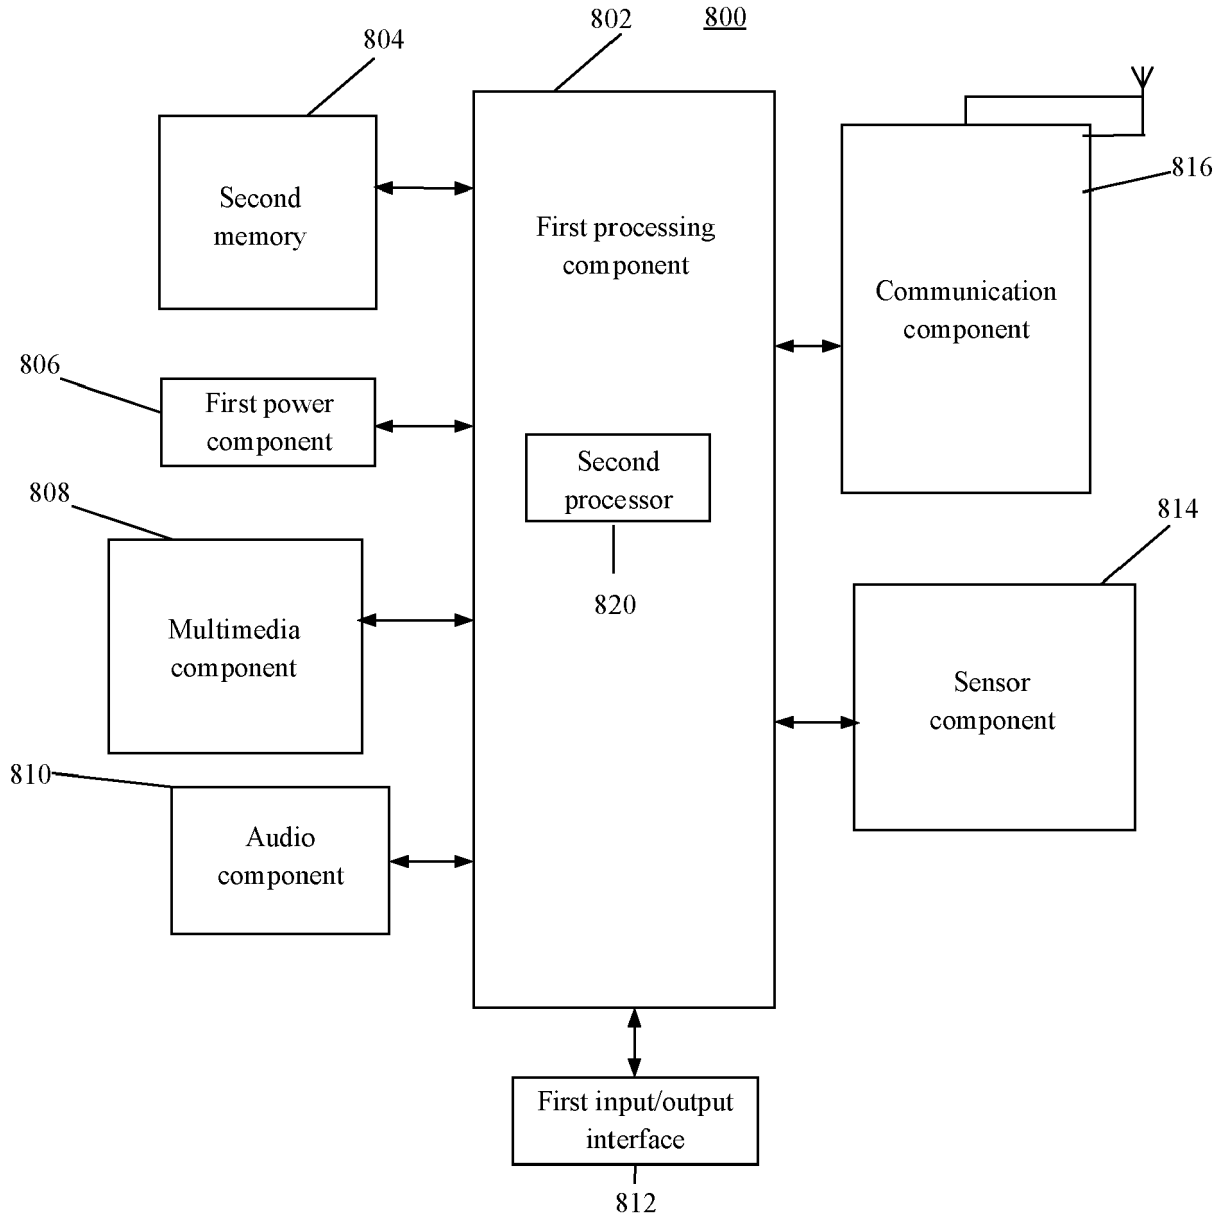 800
802
804
Second
memory
First processing
component
816
Communication
component
806
First power
component
Second
processor
820
808
Multimedia
component
814
Sensor
component
810
Audio
component
First input/output
interface
812